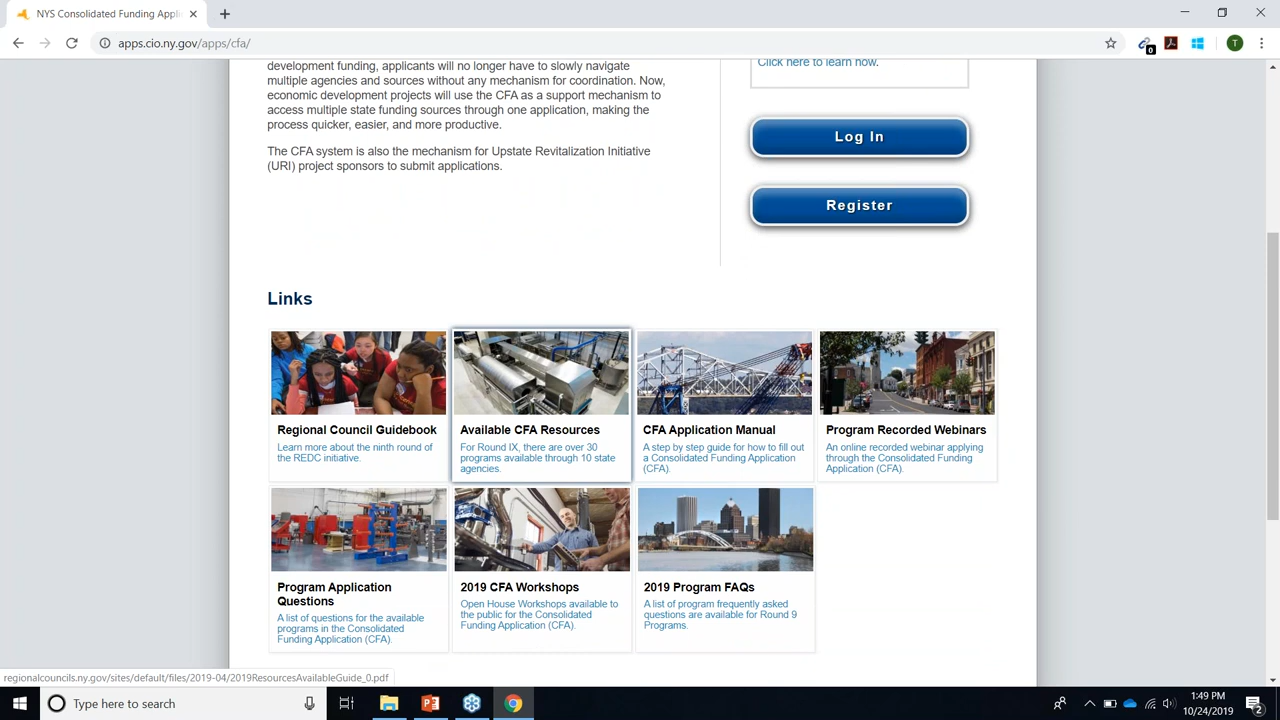 NYS Consolidated Funding Appli
apps.cio.ny.gov/apps/cfa/
0
T
development funding, applicants will no longer have to slowly navigate
multiple agencies and sources without any mechanism for coordination. Now,
economic development projects will use the CFA as a support mechanism to
access multiple state funding sources through one application, making the
process quicker, easier, and more productive.
The CFA system is also the mechanism for Upstate Revitalization Initiative
(URI) project sponsors to submit applications.
Click here to learn now.
Log In
Register
Links
Regional Council Guidebook
Learn more about the ninth round of
the REDC initiative.
Available CFA Resources
For Round IX, there are over 30
programs available through 10 state
agencies.
CFA Application Manual
A step by step guide for how to fill out
a Consolidated Funding Application
(CFA).
Program Recorded Webinars
An online recorded webinar applying
through the Consolidated Funding
Application (CFA).
Program Application
Questions
A list of questions for the available
programs in the Consolidated
Funding Application (CFA).
2019 CFA Workshops
Open House Workshops available to
the public for the Consolidated
Funding Application (CFA).
2019 Program FAQs
A list of program frequently asked
questions are available for Round 9
Programs.
regionalcouncils.ny.gov/sites/default/files/2019-04/2019ResourcesAvailableGuide_0.pdf
Type here to search
1:49 PM
10/24/2019
2